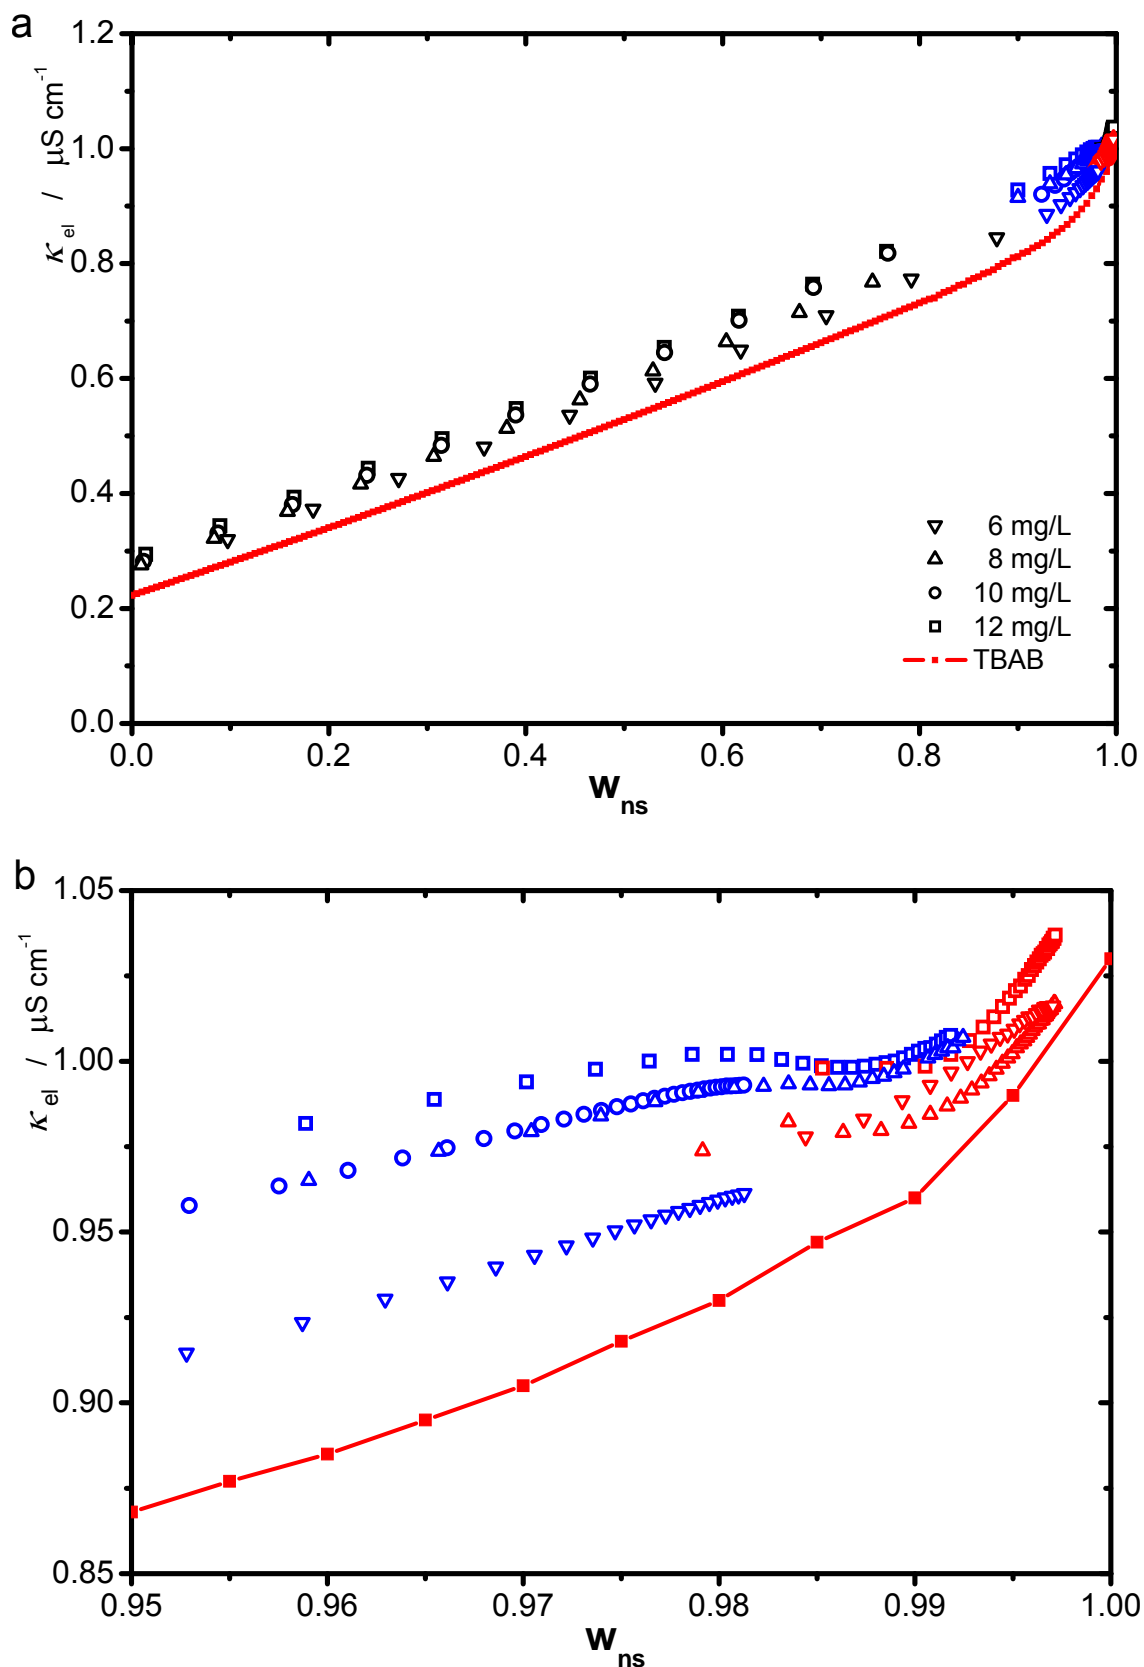 a
1.2
1.0
0.8
0.6
0.4
0.2
0.0
κel / μS cm-1
0.0 0.2 0.4 0.6 0.8 1.0
wns
6 mg/L
8 mg/L
10 mg/L
12 mg/L
TBAB
b
1.05
1.00
0.95
0.90
0.85
κel / μS cm-1
0.95 0.96 0.97 0.98 0.99 1.00
wns